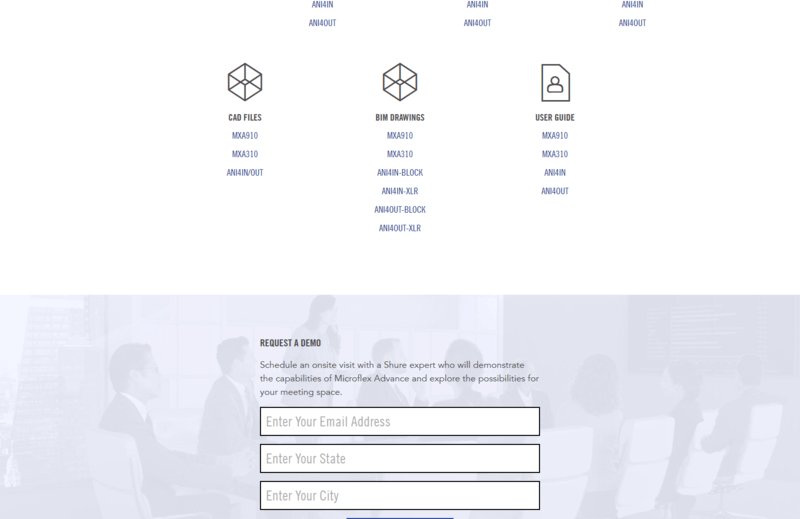 ANI4IN
ANI4IN
ANI4IN
ANI4OUT
ANI4OUT
ANI4OUT
CAD FILES
MXA910
MXA310
ANI4IN/OUT
BIM DRAWINGS
MXA910
MXA310
ANI4IN-BLOCK
ANI4IN-XLR
ANI4OUT-BLOCK
ANI4OUT-XLR
USER GUIDE
MXA910
MXA310
ANI4IN
ANI4OUT
REQUEST A DEMO
Schedule an onsite visit with a Shure expert who will demonstrate
the capabilities of Microflex Advance and explore the possibilities for
your meeting space.
Enter Your Email Address
Enter Your State
Enter Your City